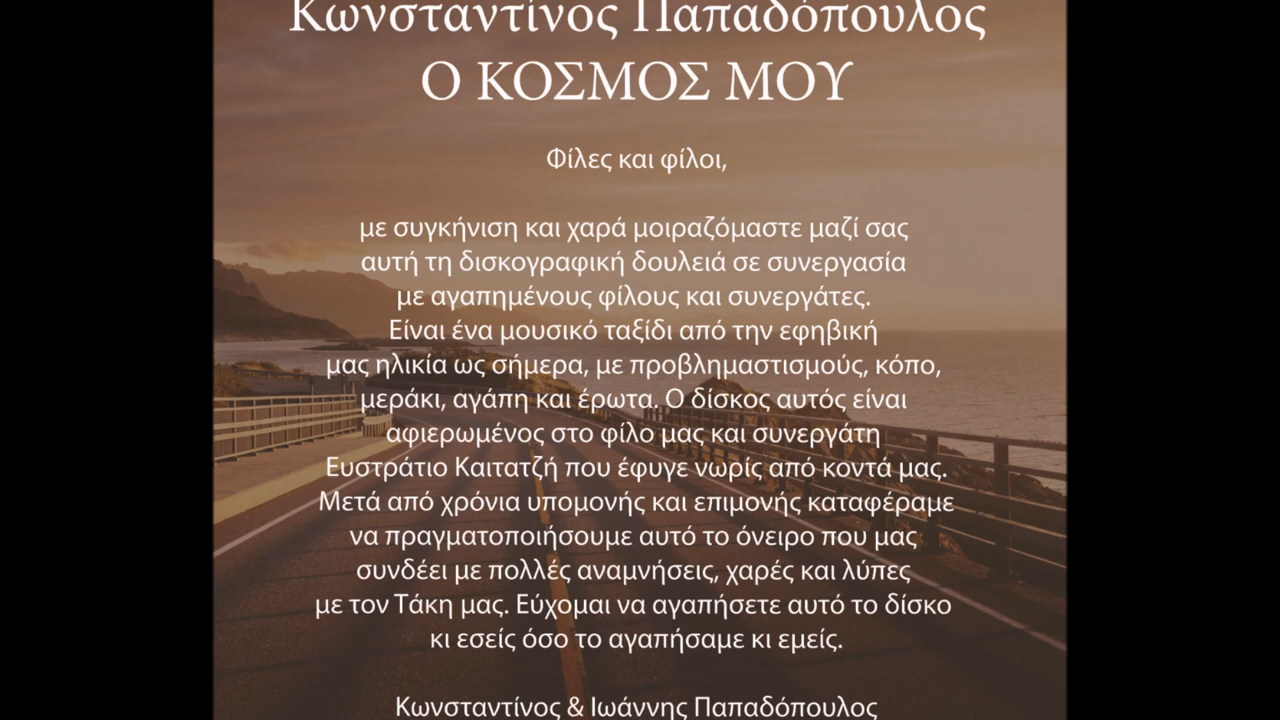 Κωνσταντίνος Παπαδόπουλος
Ο ΚΟΣΜΟΣ ΜΟΥ
Φίλες και φίλοι,
με συγκήνιση και χαρά μοιραζόμαστε μαζί σας
αυτή τη δισκογραφική δουλειά σε συνεργασία
με αγαπημένους φίλους και συνεργάτες.
Είναι ένα μουσικό ταξίδι από την εφηβική
μας ηλικία ως σήμερα, με προβλημαστισμούς, κόπο,
μεράκι, αγάπη και έρωτα. Ο δίσκος αυτός είναι
αφιερωμένος στο φίλο μας και συνεργάτη
Ευστράτιο Καιτατζή που έφυγε νωρίς από κοντά μας.
Μετά από χρόνια υπομονής και επιμονής καταφέραμε
να πραγματοποιήσουμε αυτό το όνειρο που μας
συνδέει με πολλές αναμνήσεις, χαρές και λύπες
με τον Τάκη μας. Εύχομαι να αγαπήσετε αυτό το δίσκο
κι εσείς όσο το αγαπήσαμε κι εμείς.
Κωνσταντίνος & Ιωάννης Παπαδόπουλος